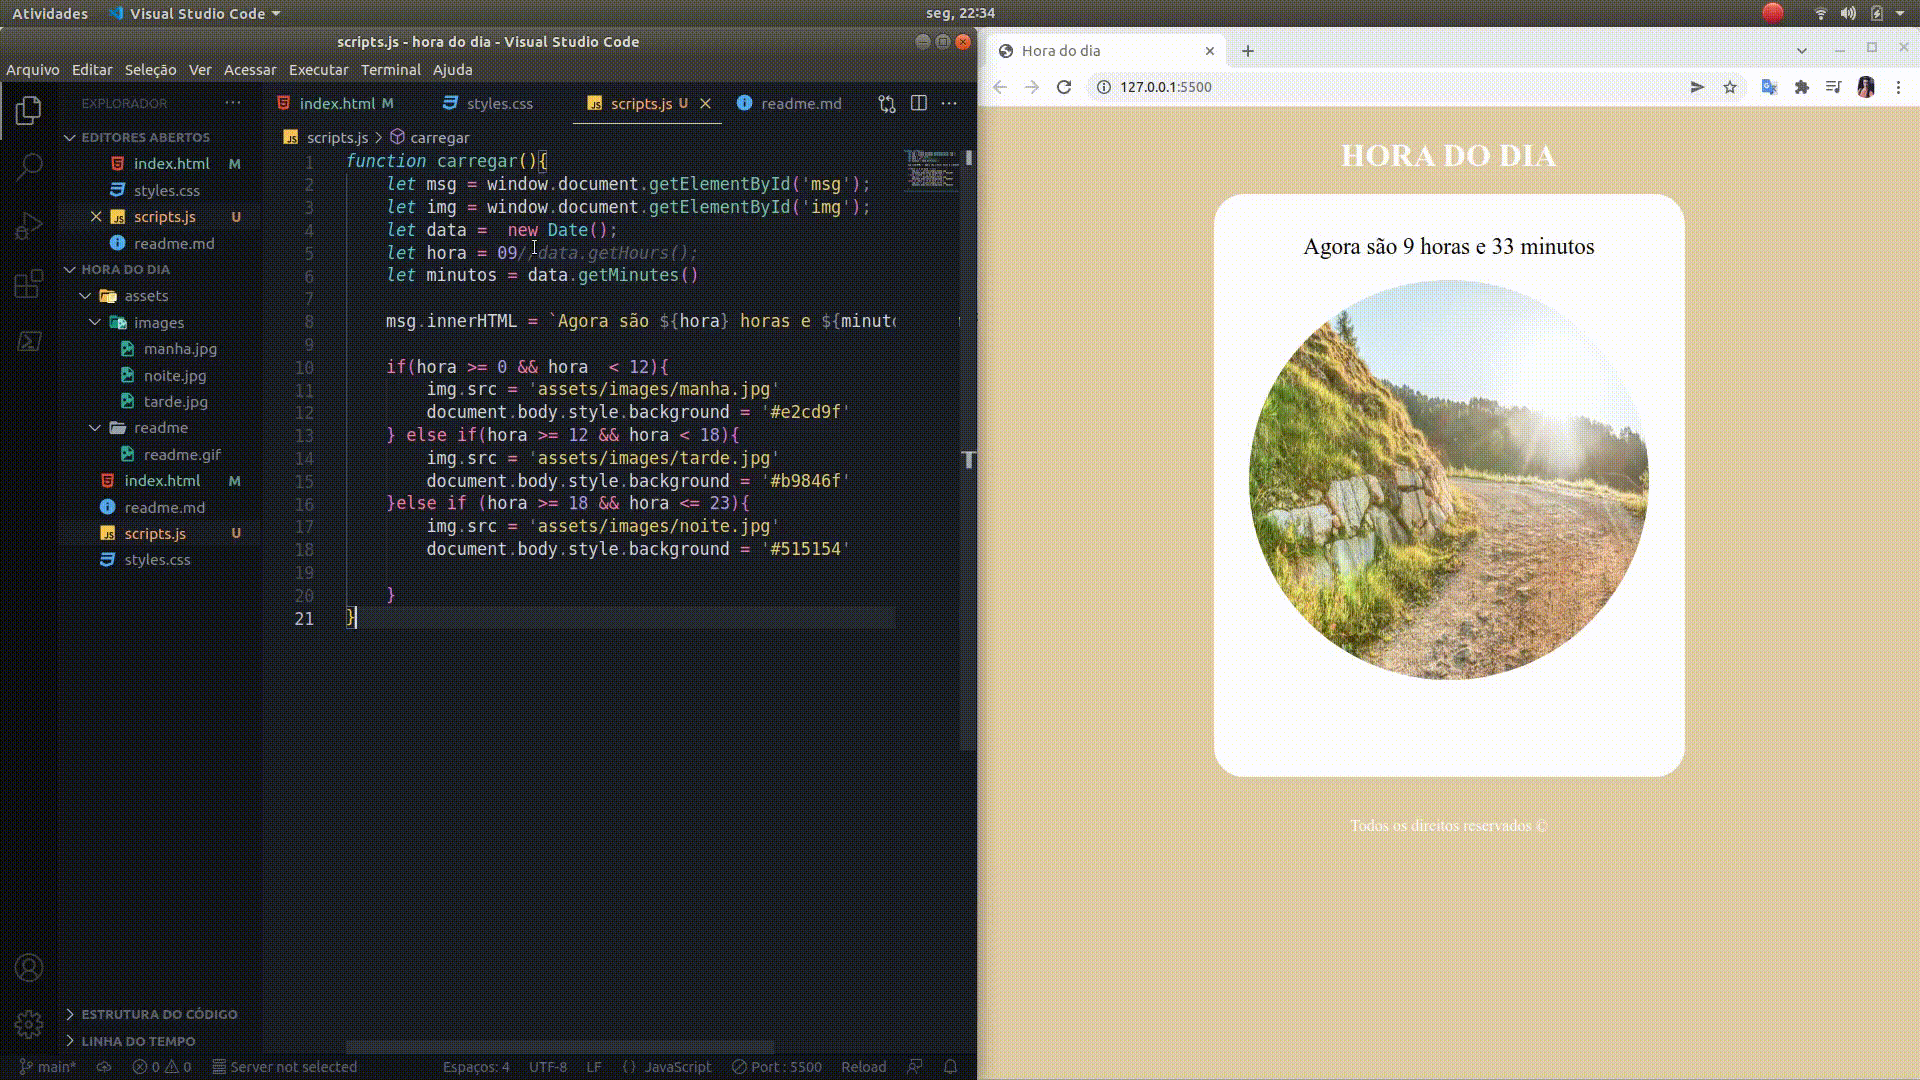 Atividades
Visual Studio Code
seg, 22:34
scripts.js - hora do dia - Visual Studio Code
Arquivo Editar Seleção Ver Acessar Executar Terminal Ajuda
EXPLORADOR
EDITORES ABERTOS
index.html M
styles.css
scripts.js U
readme.md
HORA DO DIA
assets
images
manha.jpg
noite.jpg
tarde.jpg
readme
readme.gif
index.html M
readme.md
scripts.js U
styles.css
ESTRUTURA DO CÓDIGO
LINHA DO TEMPO
index.html M styles.css JS scripts.js U readme.md
JS scripts.js > carregar
1 function carregar(){
2 let msg = window.document.getElementById('msg');
3 let img = window.document.getElementById('img');
4 let data =  new Date();
5 let hora = 09//data.getHours();
6 let minutos = data.getMinutes()
7
8 msg.innerHTML = `Agora são ${hora} horas e ${minuto
9
10 if(hora >= 0 && hora  < 12){
11 img.src = 'assets/images/manha.jpg'
12 document.body.style.background = '#e2cd9f'
13 } else if(hora >= 12 && hora < 18){
14 img.src = 'assets/images/tarde.jpg'
15 document.body.style.background = '#b9846f'
16 }else if (hora >= 18 && hora <= 23){
17 img.src = 'assets/images/noite.jpg'
18 document.body.style.background = '#515154'
19
20 }
21 }
main* 0 0 Server not selected Espaços: 4 UTF-8 LF {} JavaScript Port : 5500 Reload
Hora do dia
127.0.0.1:5500
HORA DO DIA
Agora são 9 horas e 33 minutos
Todos os direitos reservados ©